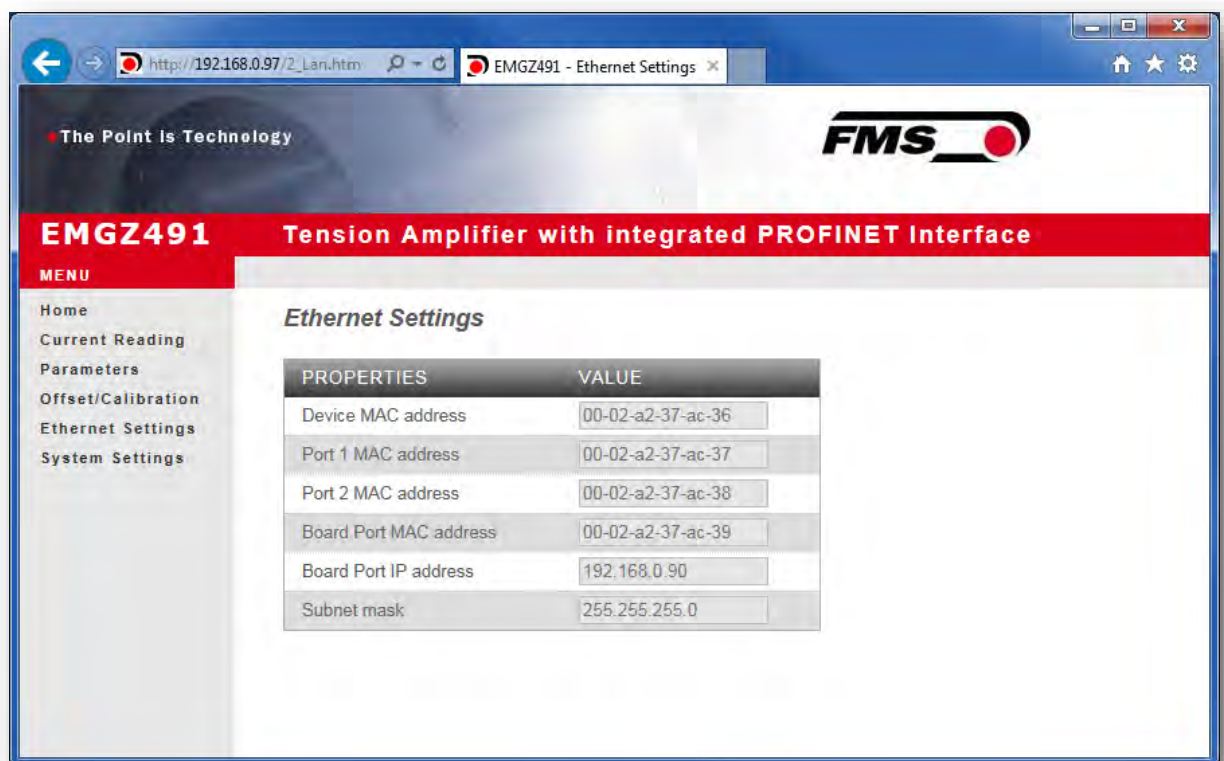 http://192.168.0.97/2_Lan.htm
EMGZ491 - Ethernet Settings
The Point is Technology
FMS
EMGZ491
Tension Amplifier with integrated PROFINET Interface
MENU
Home
Current Reading
Parameters
Offset/Calibration
Ethernet Settings
System Settings
Ethernet Settings
PROPERTIES VALUE
Device MAC address 00-02-a2-37-ac-36
Port 1 MAC address 00-02-a2-37-ac-37
Port 2 MAC address 00-02-a2-37-ac-38
Board Port MAC address 00-02-a2-37-ac-39
Board Port IP address 192.168.0.90
Subnet mask 255.255.255.0